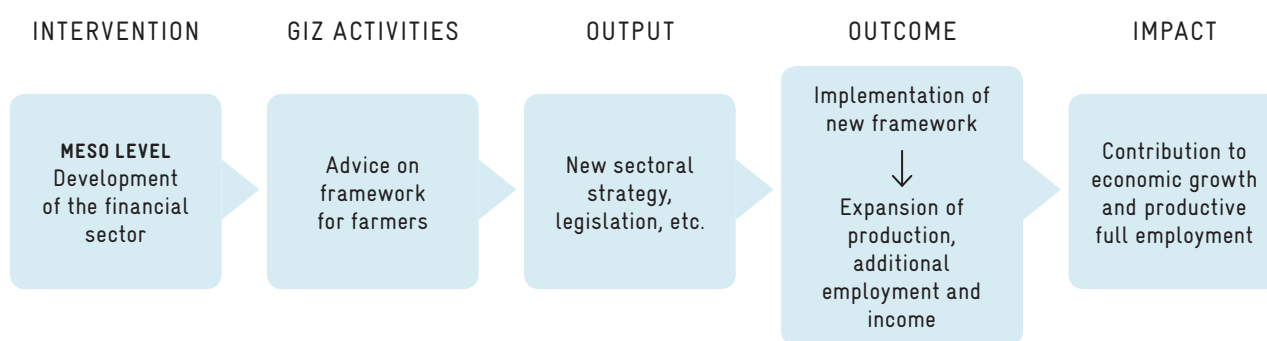 INTERVENTION
GIZ ACTIVITIES
OUTPUT
OUTCOME
IMPACT
MESO LEVEL
Development
of the financial
sector
Advice on
framework
for farmers
New sectoral
strategy,
legislation, etc.
Implementation of
new framework
Expansion of
production,
additional
employment and
income
Contribution to
economic growth
and productive
full employment